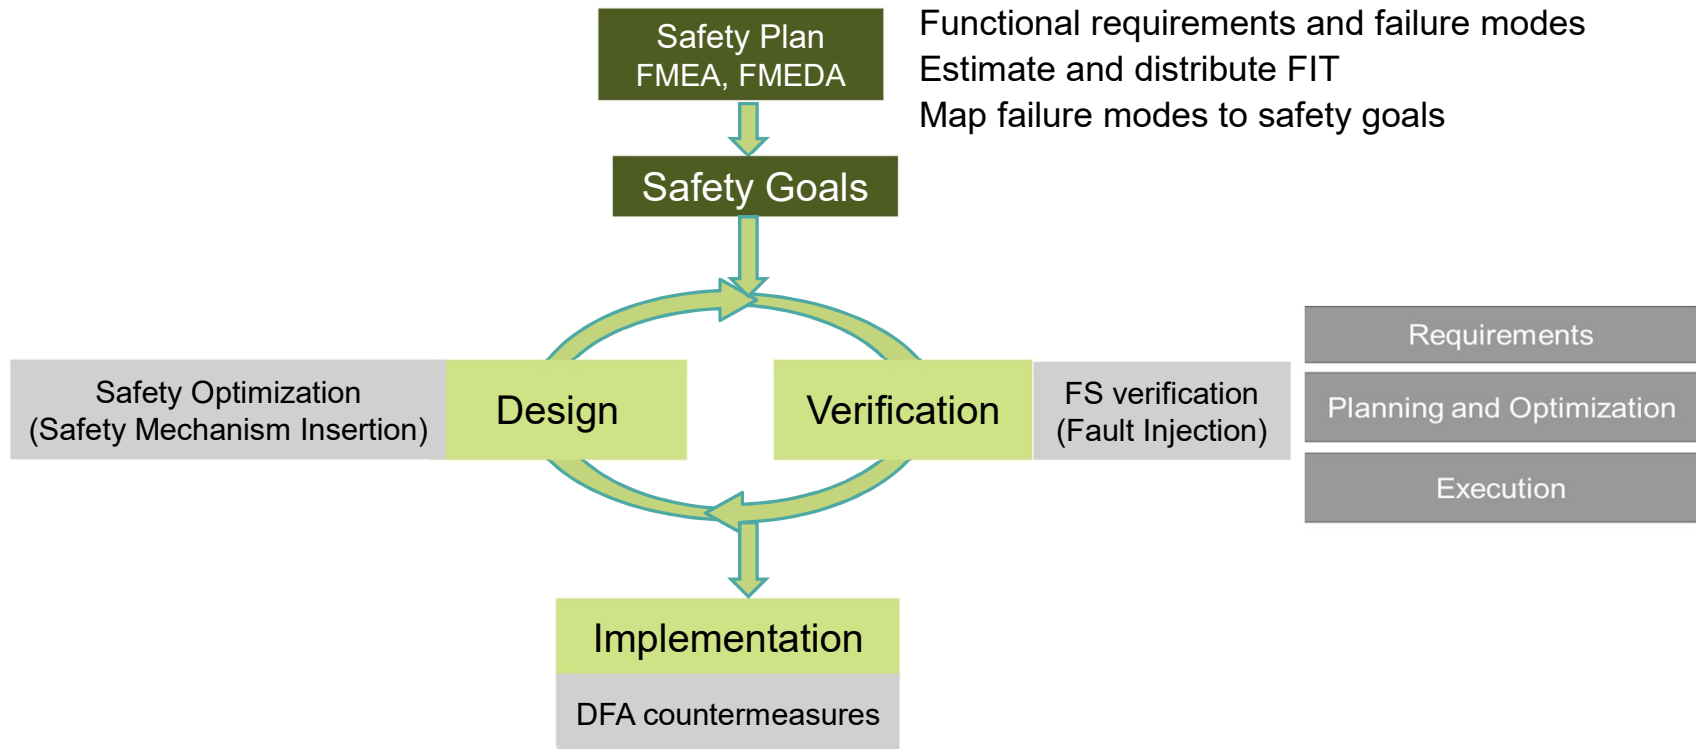 Safety Plan
FMEA, FMEDA
Functional requirements and failure modes
Estimate and distribute FIT
Map failure modes to safety goals
Safety Goals
Safety Optimization
(Safety Mechanism Insertion)
Design
Verification
FS verification
(Fault Injection)
Requirements
Planning and Optimization
Execution
Implementation
DFA countermeasures